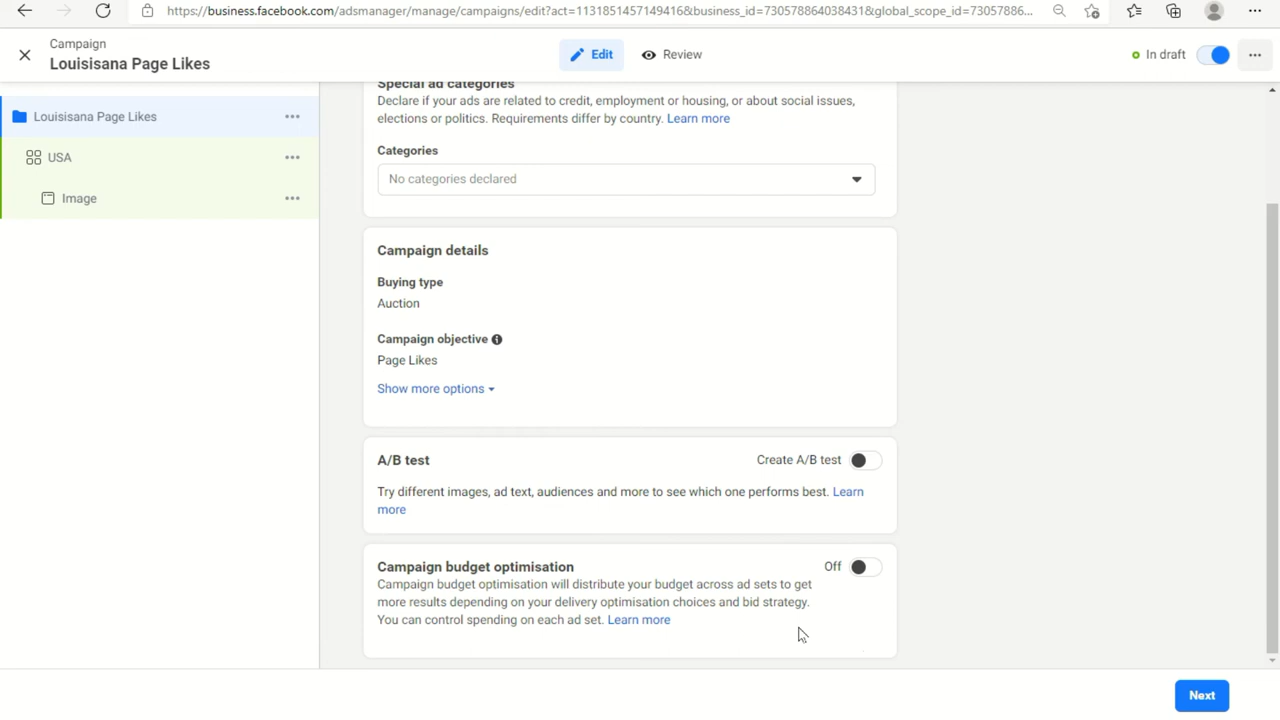 https://business.facebook.com/adsmanager/manage/campaigns/edit?act=1131851457149416&business_id=730578864038431&global_scope_id=73057886...
Campaign
Louisisana Page Likes
Edit
Review
In draft
Louisisana Page Likes
USA
Image
Special ad categories
Declare if your ads are related to credit, employment or housing, or about social issues,
elections or politics. Requirements differ by country. Learn more
Categories
No categories declared
Campaign details
Buying type
Auction
Campaign objective
Page Likes
Show more options
A/B test
Create A/B test
Try different images, ad text, audiences and more to see which one performs best. Learn
more
Campaign budget optimisation
Off
Campaign budget optimisation will distribute your budget across ad sets to get
more results depending on your delivery optimisation choices and bid strategy.
You can control spending on each ad set. Learn more
Next